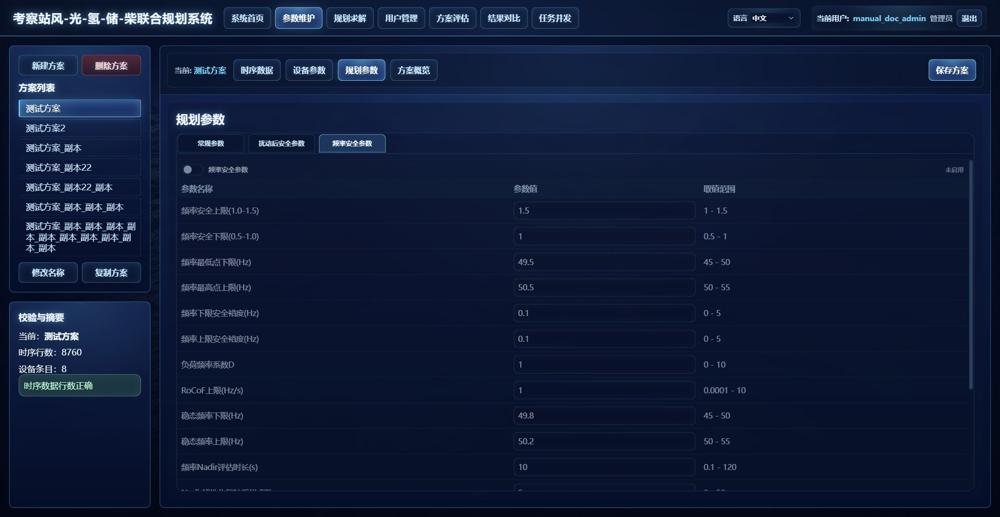 考察站风-光-氢-储-柴联合规划系统
系统首页
参数维护
规划求解
用户管理
方案评估
结果对比
任务并发
语言 中文
当前用户: manual_doc_admin 管理员
退出
新建方案
删除方案
方案列表
测试方案
测试方案2
测试方案_副本
测试方案_副本22
测试方案_副本22_副本
测试方案_副本_副本_副本
测试方案_副本_副本_副本_副
本_副本_副本_副本_副本_副
本_副本
修改名称
复制方案
校验与摘要
当前: 测试方案
时序行数: 8760
设备条目: 8
时序数据行数正确
当前: 测试方案
时序数据
设备参数
规划参数
方案概览
保存方案
规划参数
常规参数
扰动后安全参数
频率安全参数
频率安全参数
未启用
参数名称 参数值 取值范围
频率安全上限(1.0-1.5) 1.5 1 - 1.5
频率安全下限(0.5-1.0) 1 0.5 - 1
频率最低点下限(Hz) 49.5 45 - 50
频率最高点上限(Hz) 50.5 50 - 55
频率下限安全裕度(Hz) 0.1 0 - 5
频率上限安全裕度(Hz) 0.1 0 - 5
负荷频率系数D 1 0 - 10
RoCoF上限(Hz/s) 1 0.0001 - 10
稳态频率下限(Hz) 49.8 45 - 50
稳态频率上限(Hz) 50.2 50 - 55
频率Nadir评估时长(s) 10 0.1 - 120